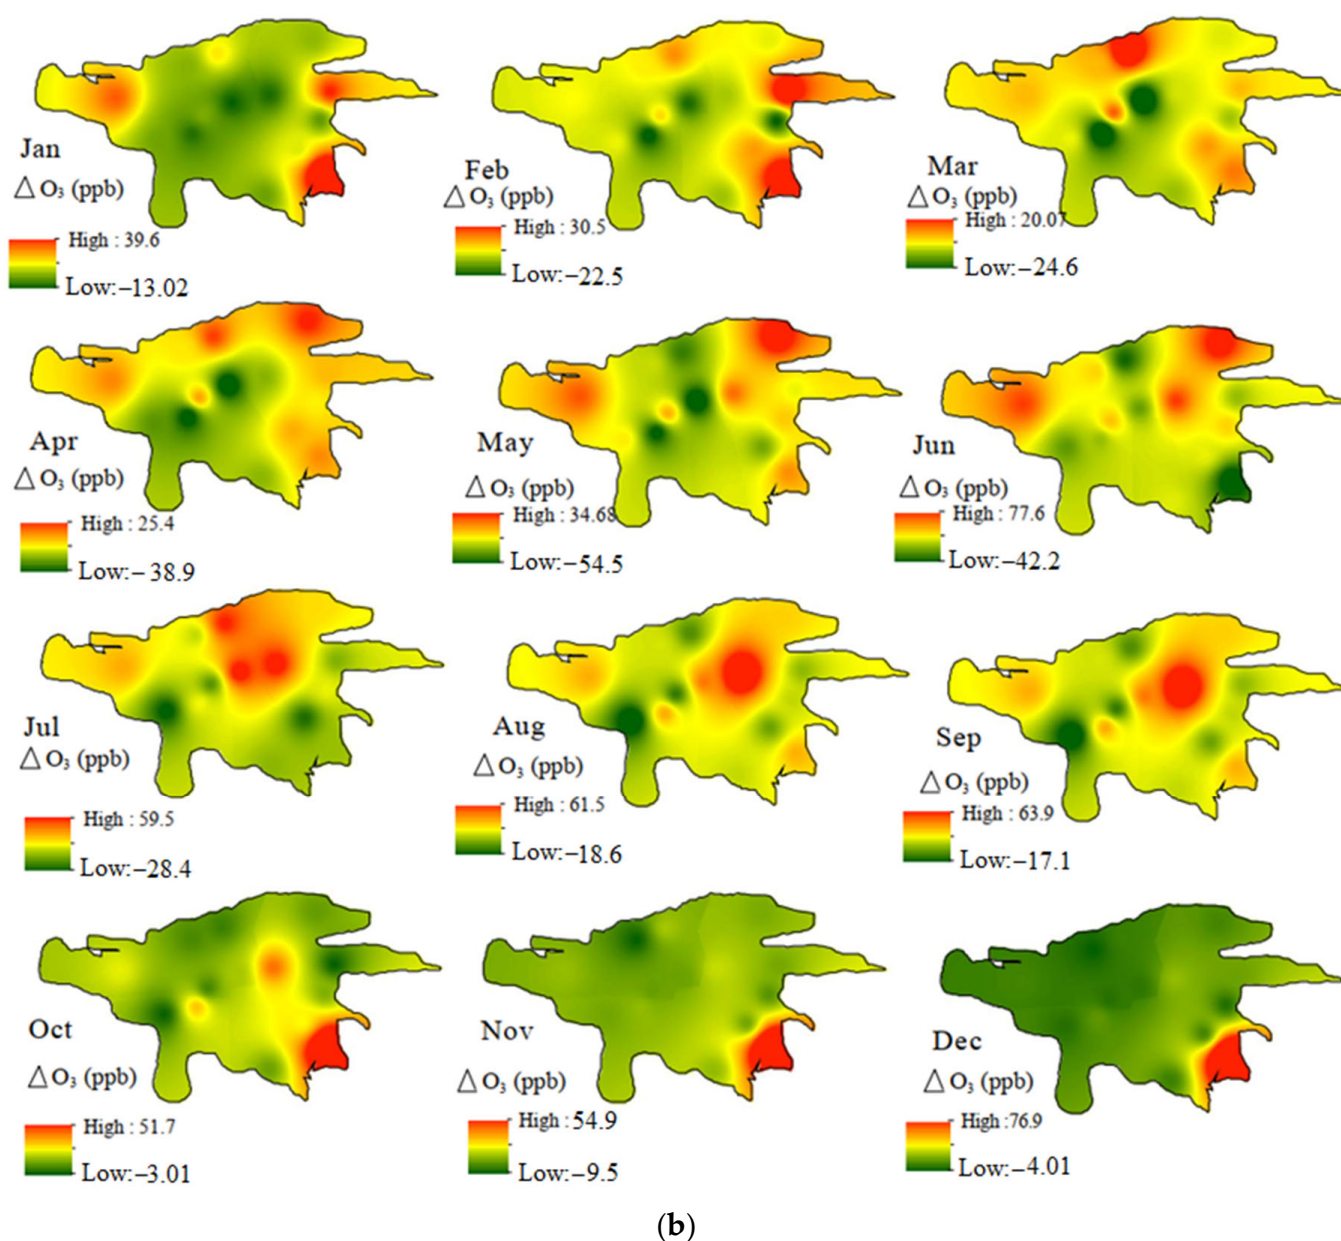 Jan
△ O₃ (ppb)
High : 39.6
Low:−13.02
Feb
△ O₃ (ppb)
High : 30.5
Low:−22.5
Mar
△ O₃ (ppb)
High : 20.07
Low:−24.6
Apr
△ O₃ (ppb)
High : 25.4
Low:−38.9
May
△ O₃ (ppb)
High : 34.68
Low:−54.5
Jun
△ O₃ (ppb)
High : 77.6
Low:−42.2
Jul
△ O₃ (ppb)
High : 59.5
Low:−28.4
Aug
△ O₃ (ppb)
High : 61.5
Low:−18.6
Sep
△ O₃ (ppb)
High : 63.9
Low:−17.1
Oct
△ O₃ (ppb)
High : 51.7
Low:−3.01
Nov
△ O₃ (ppb)
High : 54.9
Low:−9.5
Dec
△ O₃ (ppb)
High :76.9
Low:−4.01
(b)